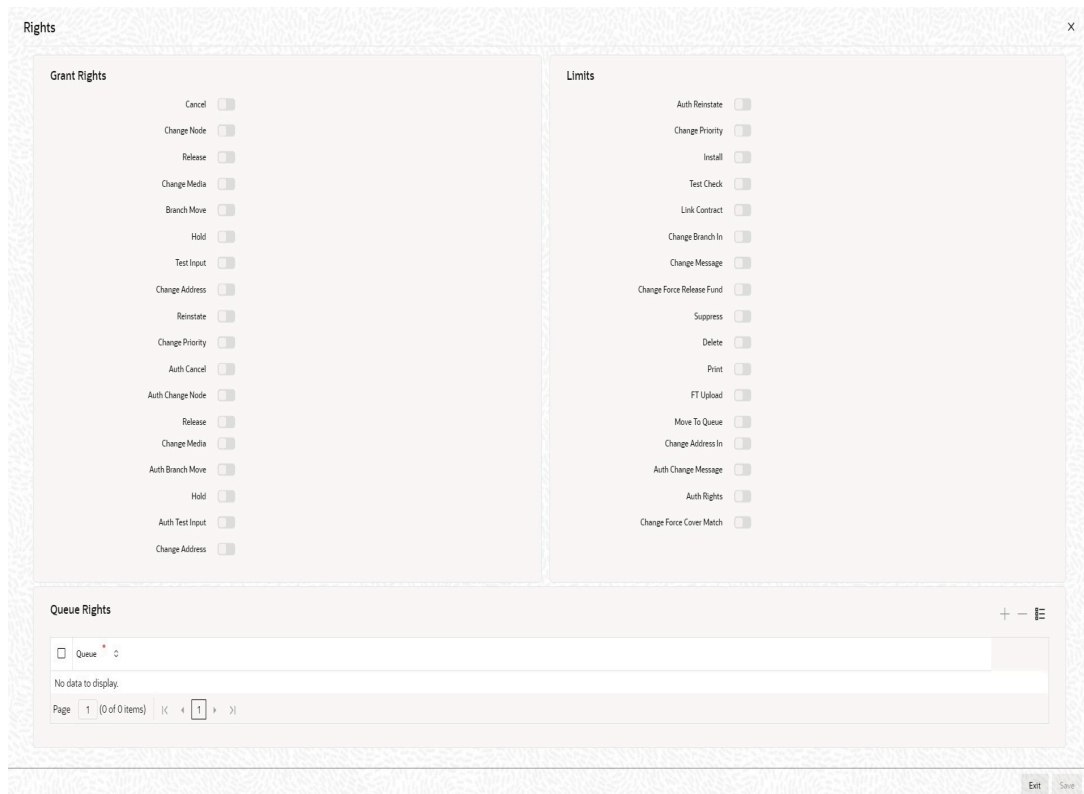 Rights
X
Grant Rights
Cancel
Change Node
Release
Change Media
Branch Move
Hold
Test Input
Change Address
Reinstate
Change Priority
Auth Cancel
Auth Change Node
Release
Change Media
Auth Branch Move
Hold
Auth Test Input
Change Address
Limits
Auth Reinstate
Change Priority
Install
Test Check
Link Contract
Change Branch In
Change Message
Change Force Release Fund
Suppress
Delete
Print
FT Upload
Move To Queue
Change Address In
Auth Change Message
Auth Rights
Change Force Cover Match
Queue Rights
Queue *
No data to display.
Page 1 (0 of 0 items) 1
Exit Save